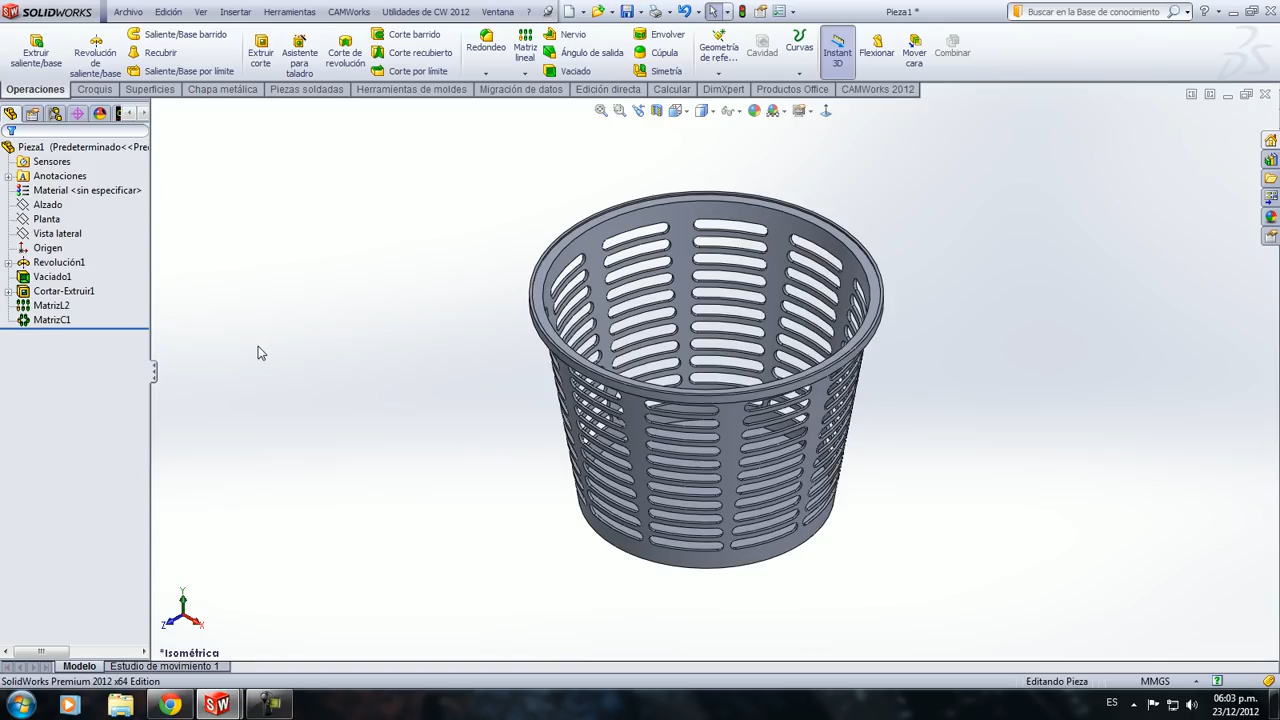 SOLIDWORKS Archivo Edición Ver Insertar Herramientas CAMWorks Utilidades de CW 2012 Ventana ? Pieza1 * Buscar en la Base de conocimiento
Extruir saliente/base
Revolución de saliente/base
Saliente/Base barrido
Recubrir
Saliente/Base por límite
Extruir corte
Asistente para taladro
Corte de revolución
Corte barrido
Corte recubierto
Corte por límite
Redondeo
Matriz lineal
Nervio
Ángulo de salida
Vaciado
Envolver
Cúpula
Simetría
Geometría de refe...
Cavidad
Curvas
Instant 3D
Flexionar
Mover cara
Combinar
Operaciones Croquis Superficies Chapa metálica Piezas soldadas Herramientas de moldes Migración de datos Edición directa Calcular DimXpert Productos Office CAMWorks 2012
Pieza1 (Predeterminado<<Pre
Sensores
Anotaciones
Material <sin especificar>
Alzado
Planta
Vista lateral
Origen
Revolución1
Vaciado1
Cortar-Extruir1
MatrizL2
MatrizC1
Y
Z X
*Isométrica
Modelo Estudio de movimiento 1
SolidWorks Premium 2012 x64 Edition Editando Pieza MMGS
ES 06:03 p.m.
23/12/2012